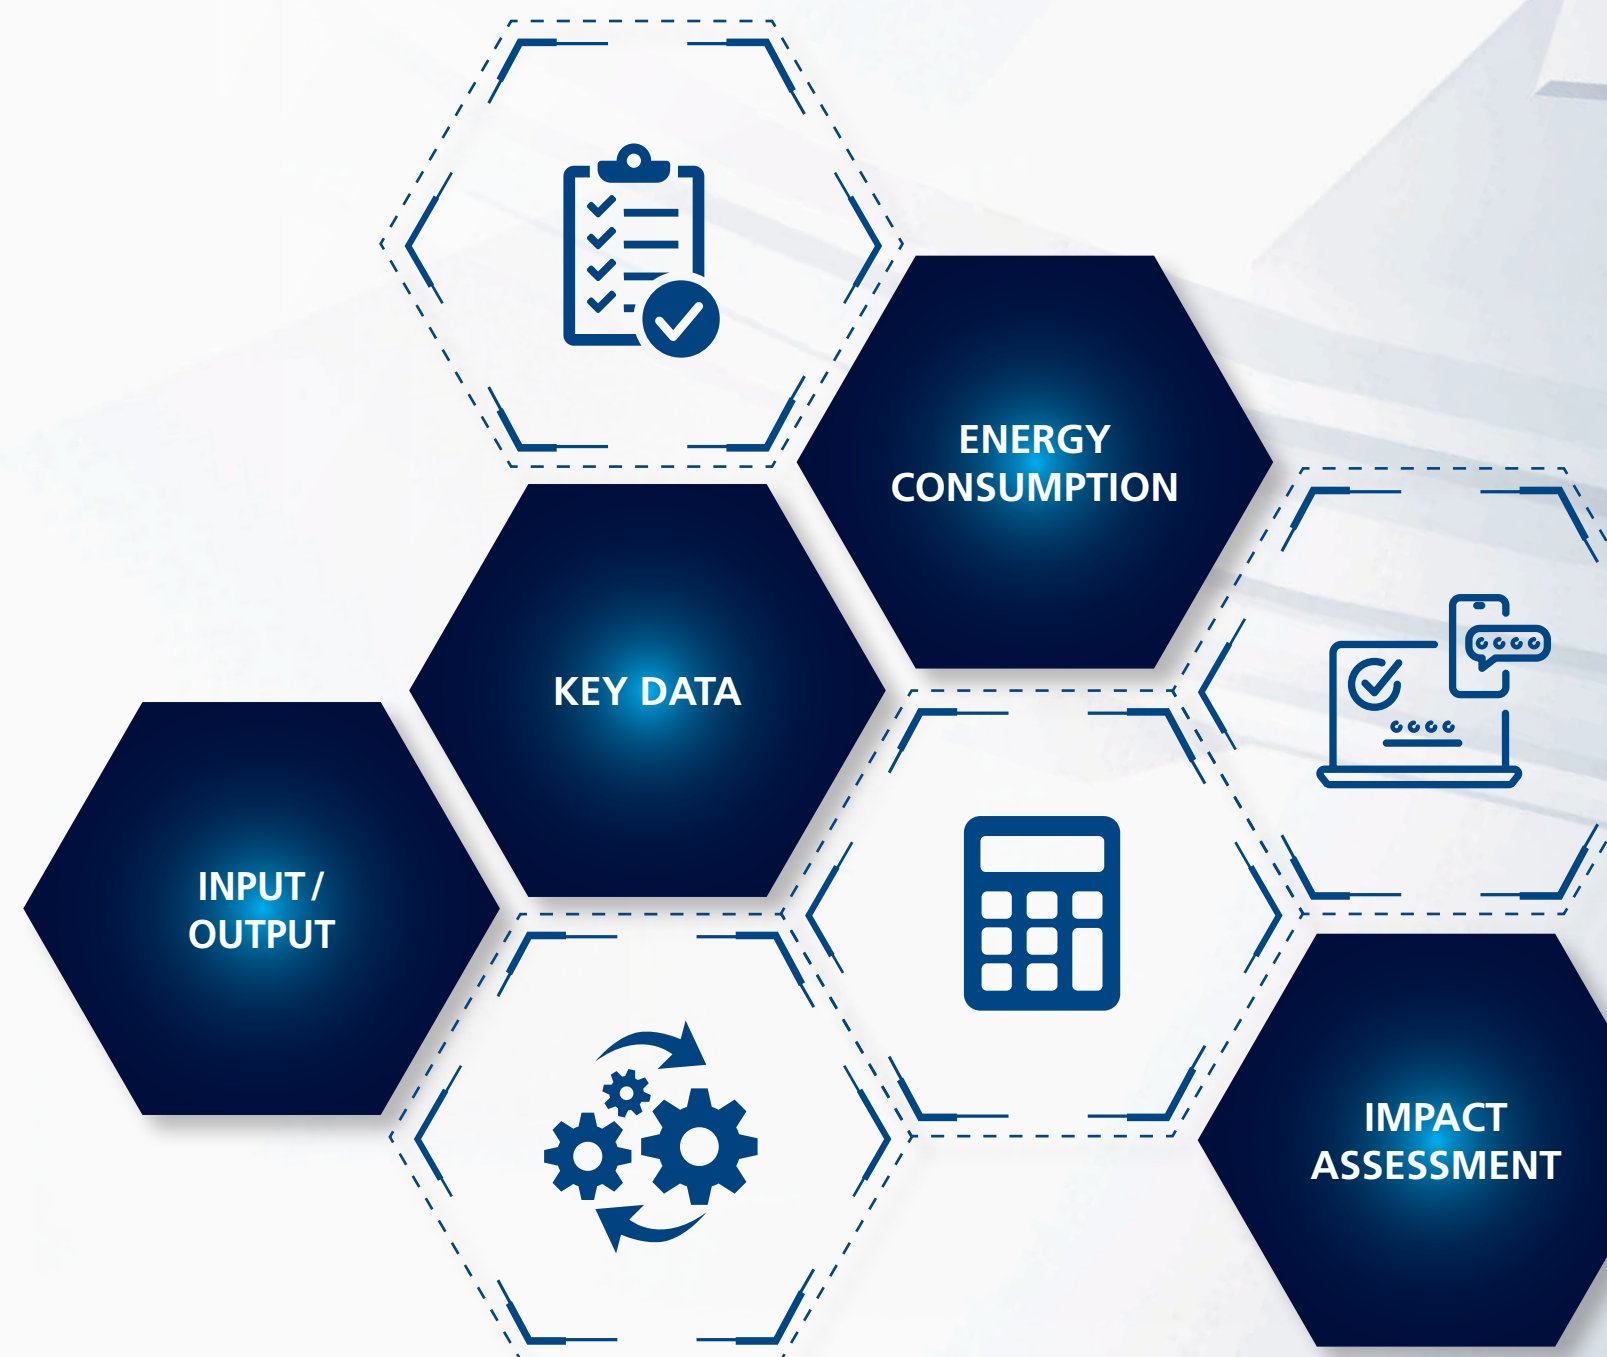 ENERGY
CONSUMPTION
KEY DATA
INPUT/
OUTPUT
IMPACT
ASSESSMENT